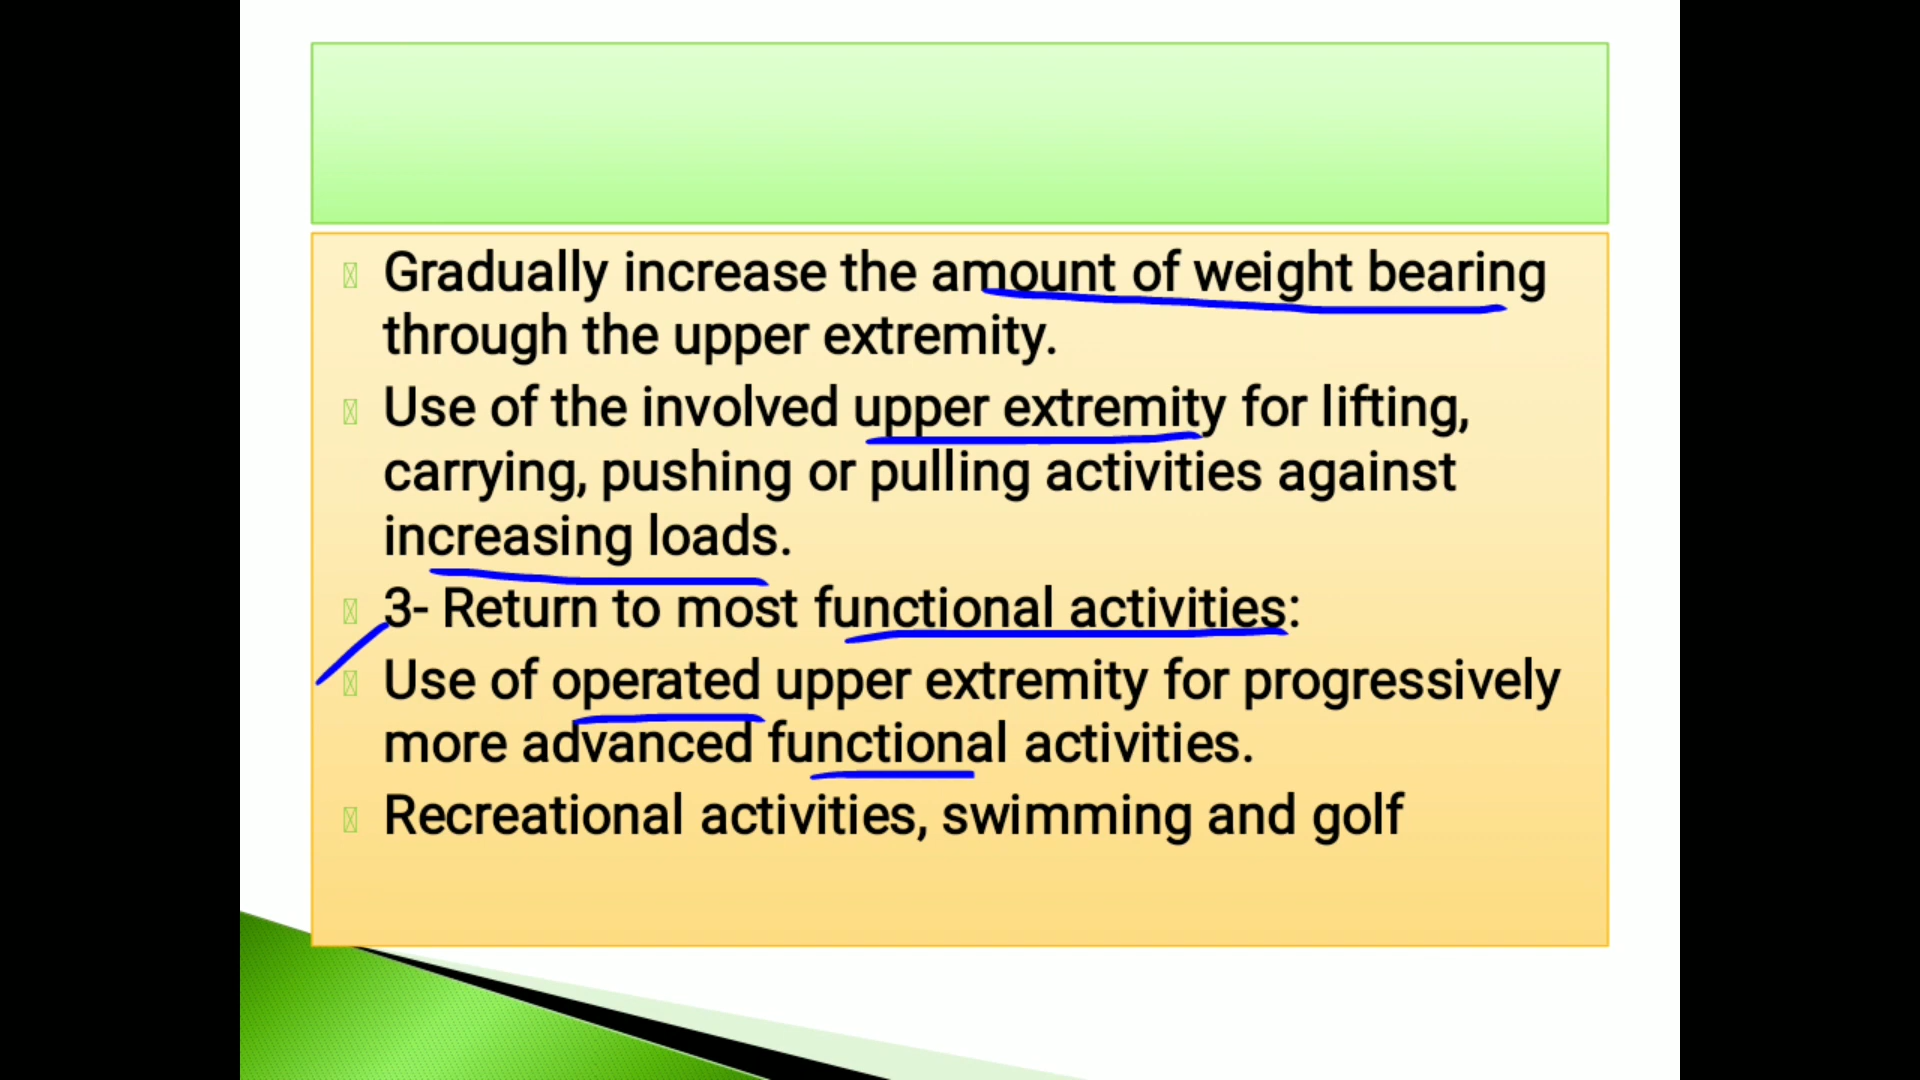 Gradually increase the amount of weight bearing
through the upper extremity.
Use of the involved upper extremity for lifting,
carrying, pushing or pulling activities against
increasing loads.
3- Return to most functional activities:
Use of operated upper extremity for progressively
more advanced functional activities.
Recreational activities, swimming and golf